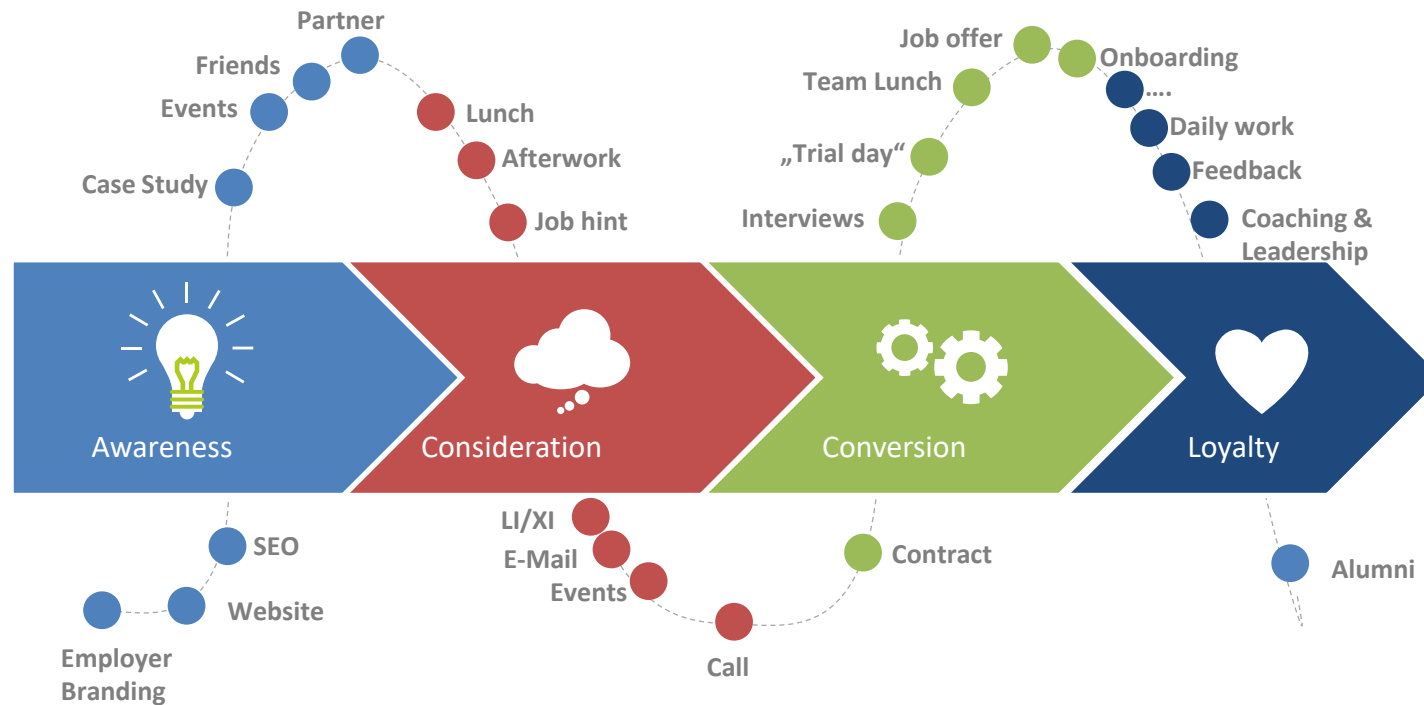 Partner
Friends
Events
Case Study
Lunch
Afterwork
Job hint
Job offer
Team Lunch
„Trial day“
Interviews
Onboarding
....
Daily work
Feedback
Coaching &
Leadership
Awareness
Consideration
Conversion
Loyalty
SEO
Website
Employer
Branding
LI/XI
E-Mail
Events
Call
Contract
Alumni